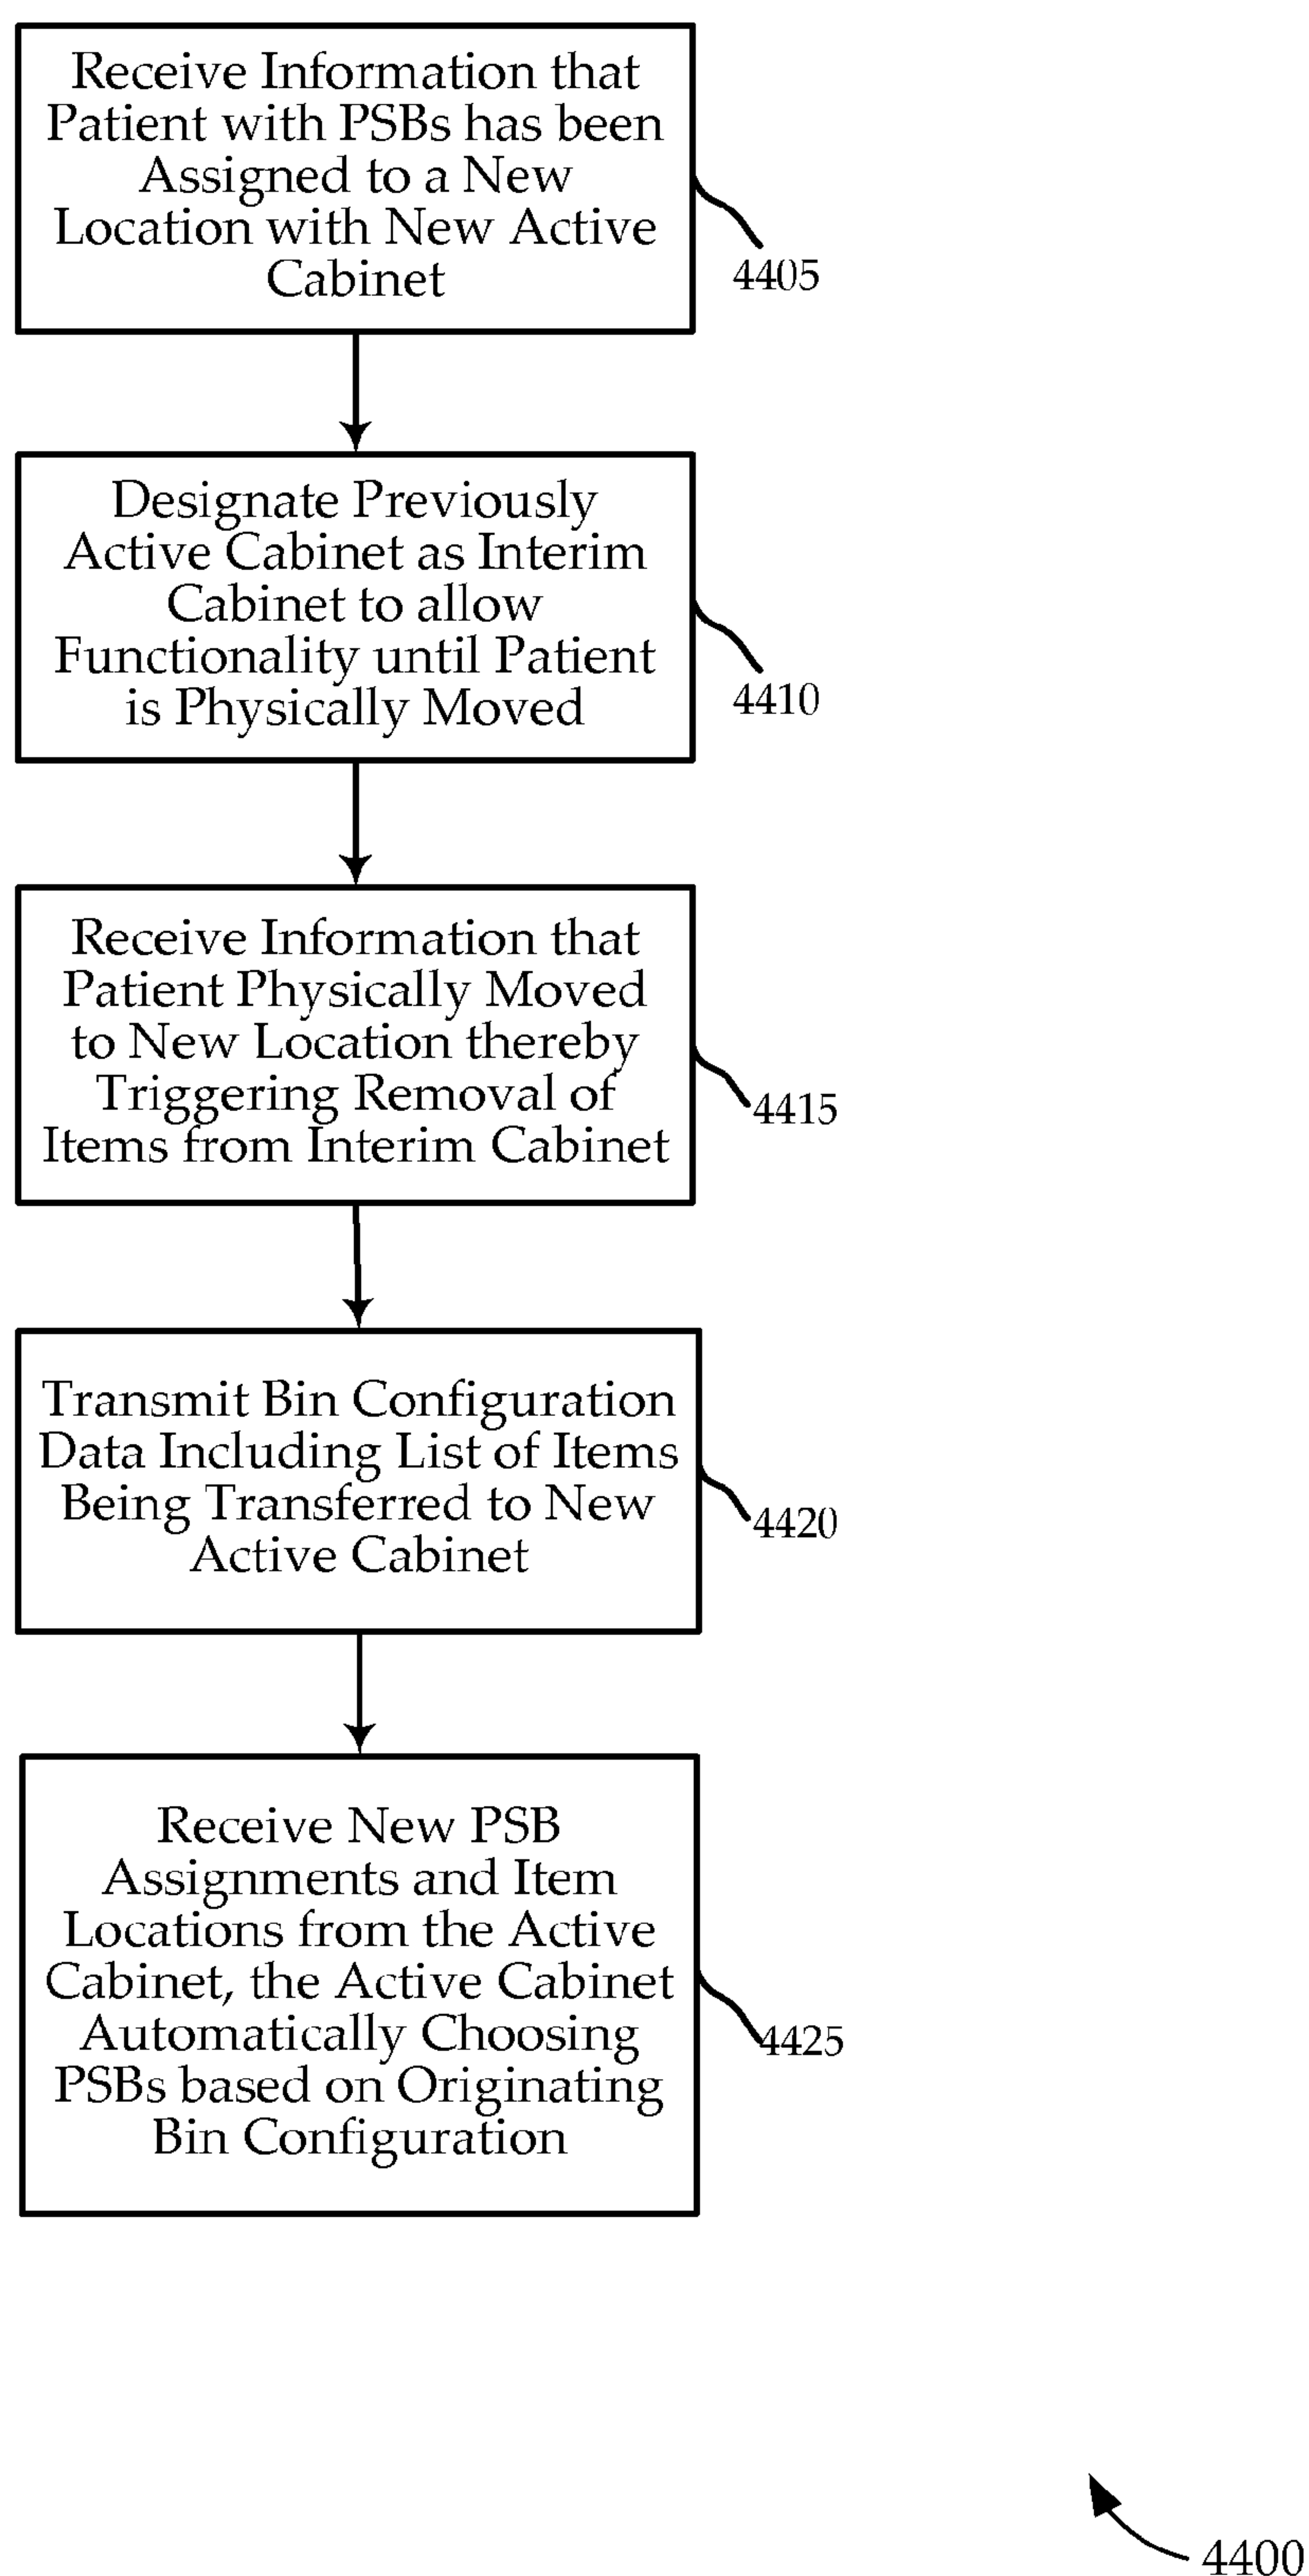 Receive Information that
Patient with PSBs has been
Assigned to a New
Location with New Active
Cabinet
4405
Designate Previously
Active Cabinet as Interim
Cabinet to allow
Functionality until Patient
is Physically Moved
4410
Receive Information that
Patient Physically Moved
to New Location thereby
Triggering Removal of
Items from Interim Cabinet
4415
Transmit Bin Configuration
Data Including List of Items
Being Transferred to New
Active Cabinet
4420
Receive New PSB
Assignments and Item
Locations from the Active
Cabinet, the Active Cabinet
Automatically Choosing
PSBs based on Originating
Bin Configuration
4425
4400